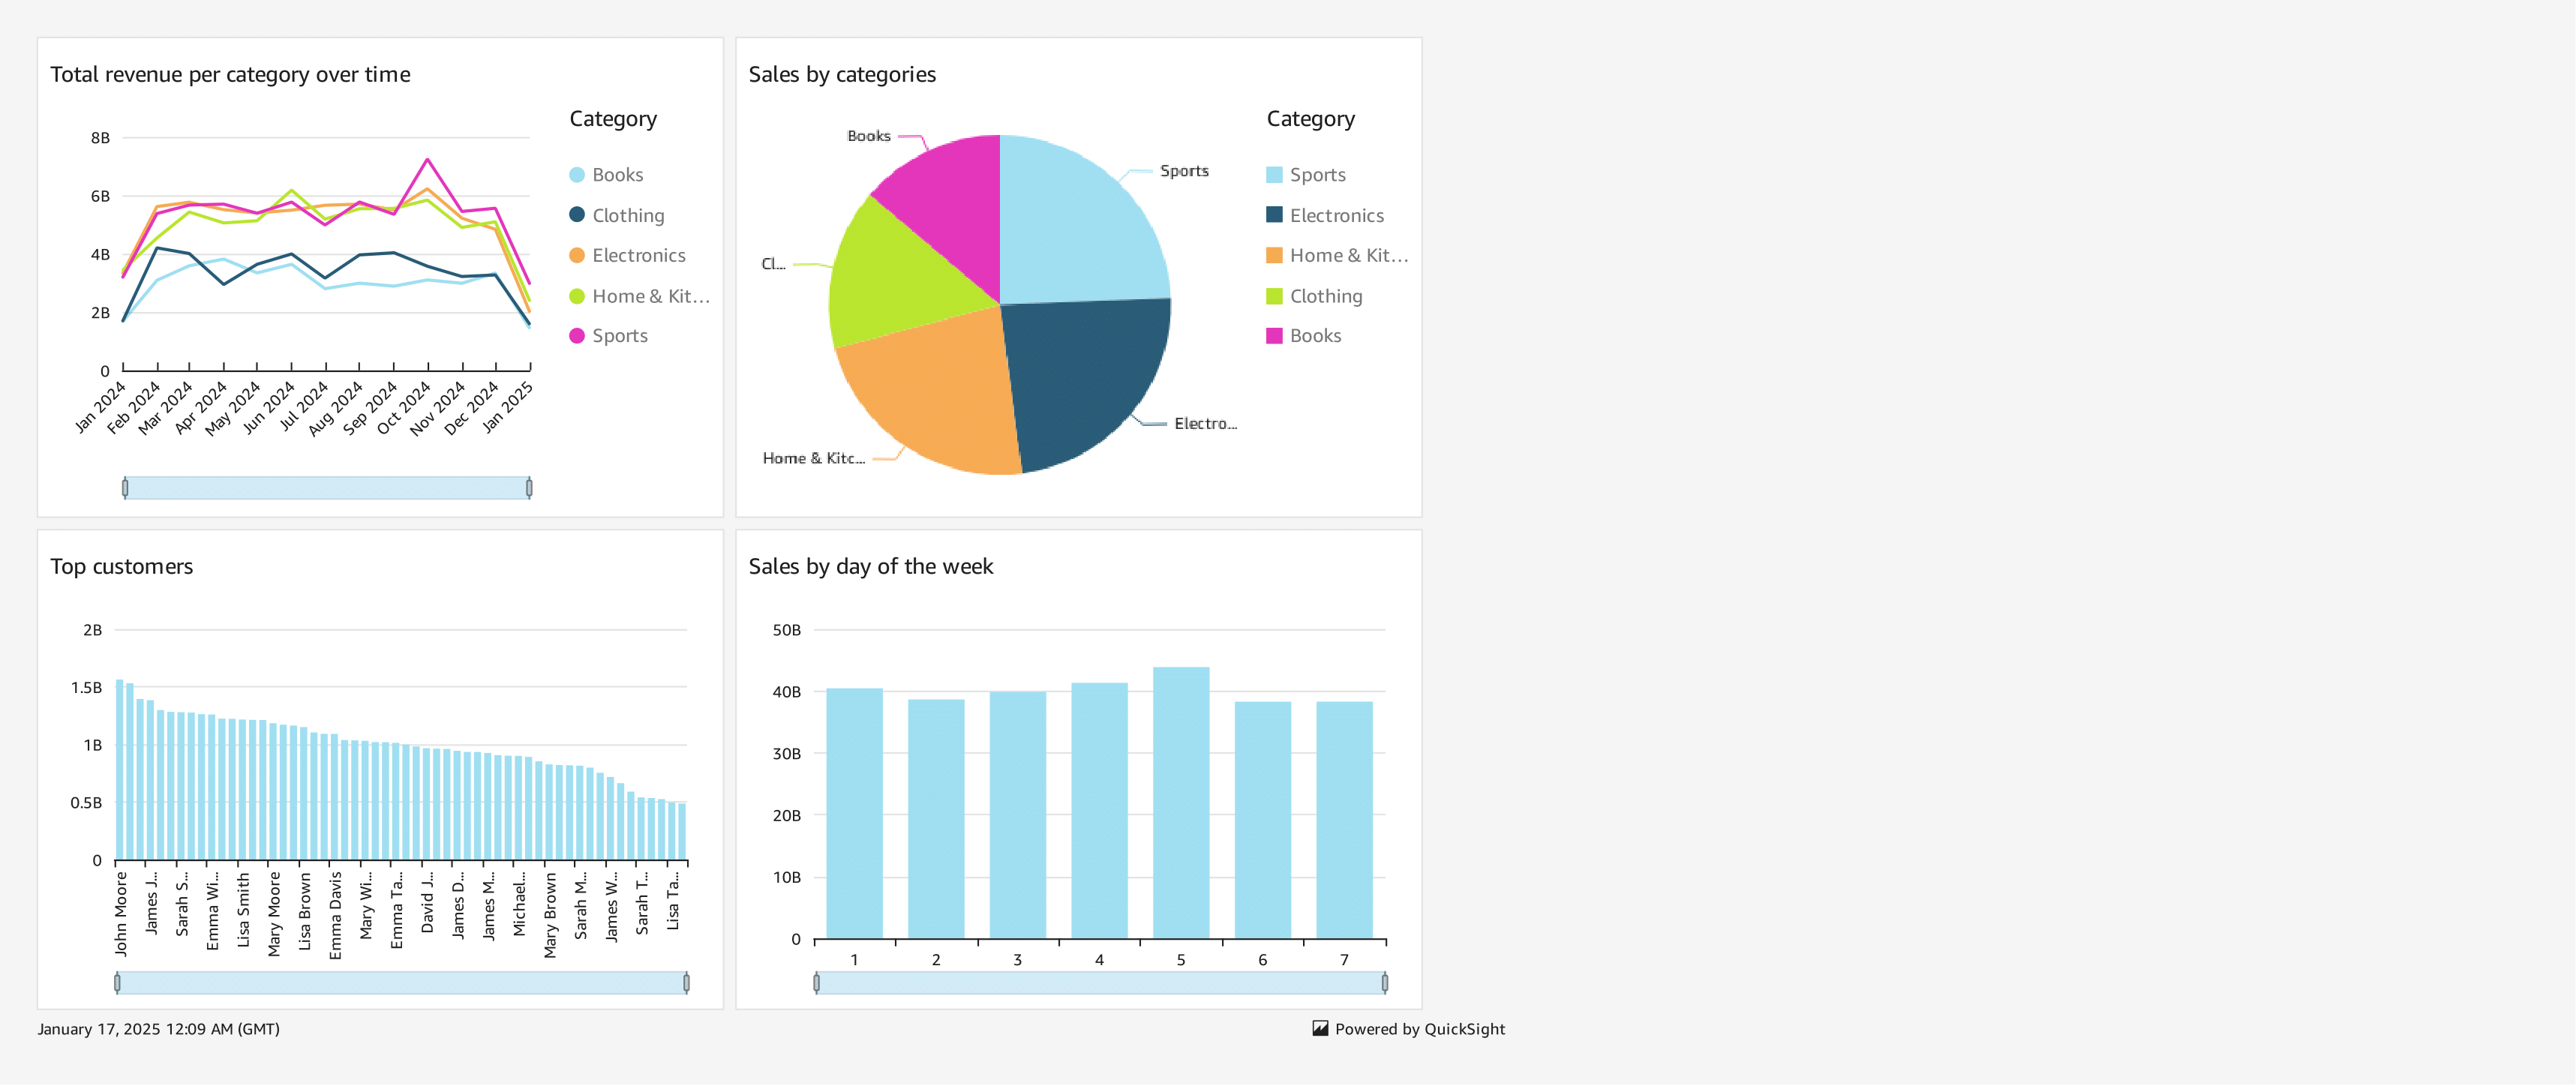 Total revenue per category over time
8B
6B
4B
2B
0
Jan 2024
Feb 2024
Mar 2024
Apr 2024
May 2024
Jun 2024
Jul 2024
Aug 2024
Sep 2024
Oct 2024
Nov 2024
Dec 2024
Jan 2025
Category
Books
Clothing
Electronics
Home & Kit...
Sports
Sales by categories
Books
Sports
Cl...
Electro...
Home & Kitc...
Category
Sports
Electronics
Home & Kit...
Clothing
Books
Top customers
2B
1.5B
1B
0.5B
0
John Moore
James J...
Sarah S...
Emma Wi...
Lisa Smith
Mary Moore
Lisa Brown
Emma Davis
Mary Wi...
Emma Ta...
David J...
James D...
James M...
Michael...
Mary Brown
Sarah M...
James W...
Sarah T...
Lisa Ta...
Sales by day of the week
50B
40B
30B
20B
10B
0
1 2 3 4 5 6 7
January 17, 2025 12:09 AM (GMT)
Powered by QuickSight